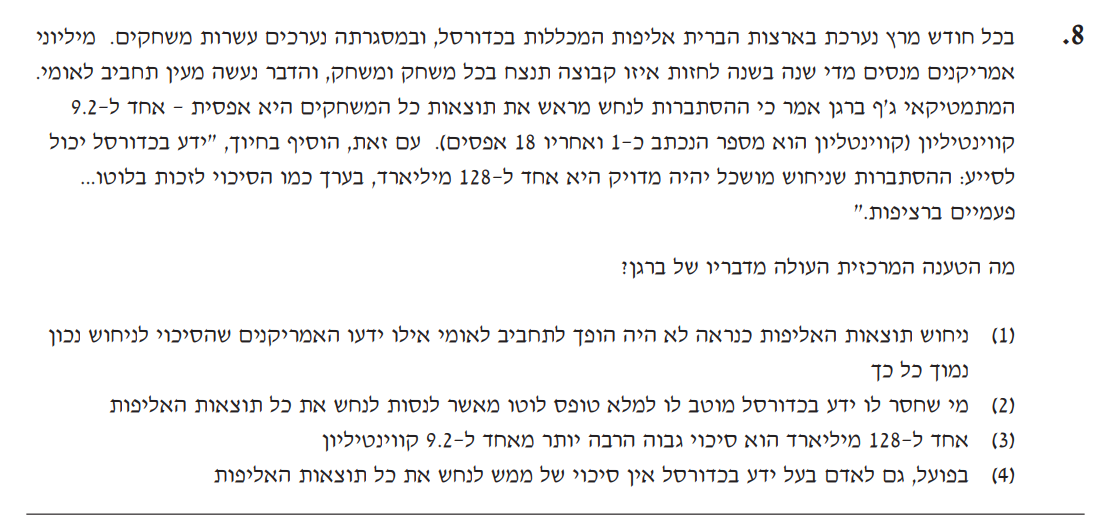 8. בכל חודש מרץ נערכת בארצות הברית אליפות המכללות בכדורסל, ובמסגרתה נערכים עשרות משחקים. מיליוני
אמריקנים מנסים מדי שנה בשנה לחזות איזו קבוצה תנצח בכל משחק ומשחק, והדבר נעשה מעין תחביב לאומי.
המתמטיקאי ג'ף ברגן אמר כי ההסתברות לנחש מראש את תוצאות כל המשחקים היא אפסית – אחד ל-9.2
קווינטיליון (קווינטליון הוא מספר הנכתב כ-1 ואחריו 18 אפסים). עם זאת, הוסיף בחיוך, "ידע בכדורסל יכול
לסייע: ההסתברות שניחוש מושכל יהיה מדויק היא אחד ל-128 מיליארד, בערך כמו הסיכוי לזכות בלוטו...
פעמיים ברציפות."
מה הטענה המרכזית העולה מדבריו של ברגן?
(1) ניחוש תוצאות האליפות כנראה לא היה הופך לתחביב לאומי אילו ידעו האמריקנים שהסיכוי לניחוש נכון
נמוך כל כך
(2) מי שחסר לו ידע בכדורסל מוטב לו למלא טופס לוטו מאשר לנסות לנחש את כל תוצאות האליפות
(3) אחד ל-128 מיליארד הוא סיכוי גבוה הרבה יותר מאחד ל-9.2 קווינטיליון
(4) בפועל, גם לאדם בעל ידע בכדורסל אין סיכוי של ממש לנחש את כל תוצאות האליפות